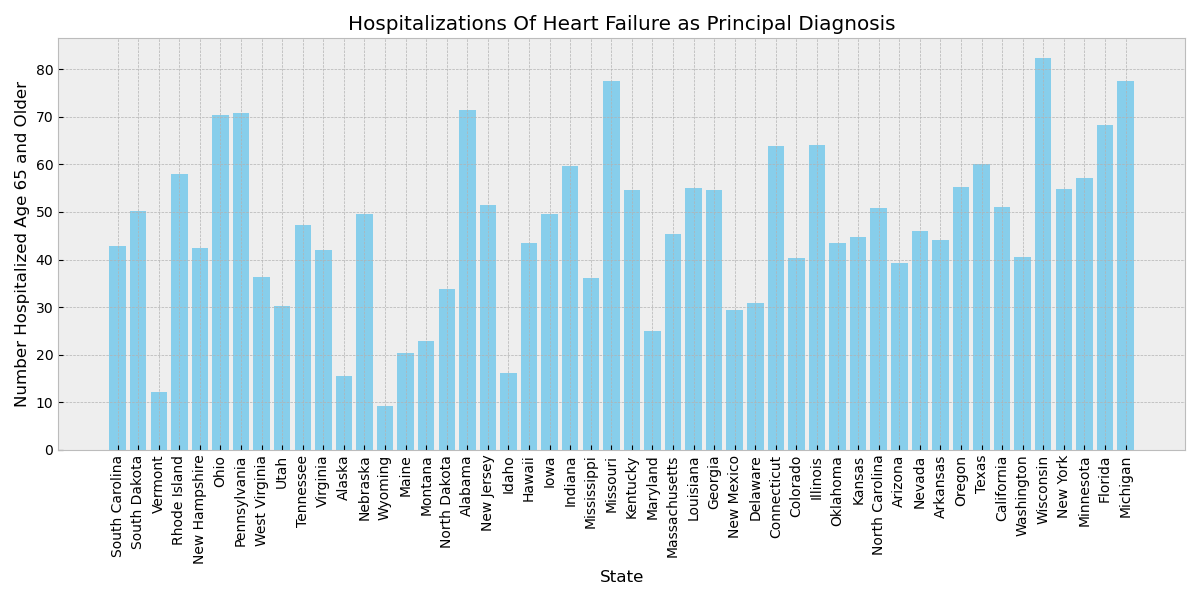 Hospitalizations Of Heart Failure as Principal Diagnosis
Number Hospitalized Age 65 and Older
80
70
60
50
40
30
20
10
0
South Carolina
South Dakota
Vermont
Rhode Island
New Hampshire
Ohio
Pennsylvania
West Virginia
Utah
Tennessee
Virginia
Alaska
Nebraska
Wyoming
Maine
Montana
North Dakota
Alabama
New Jersey
Idaho
Hawaii
Iowa
Indiana
Mississippi
Missouri
Kentucky
Maryland
Massachusetts
Louisiana
Georgia
New Mexico
Delaware
Connecticut
Colorado
Illinois
Oklahoma
Kansas
North Carolina
Arizona
Nevada
Arkansas
Oregon
Texas
California
Washington
Wisconsin
New York
Minnesota
Florida
Michigan
State